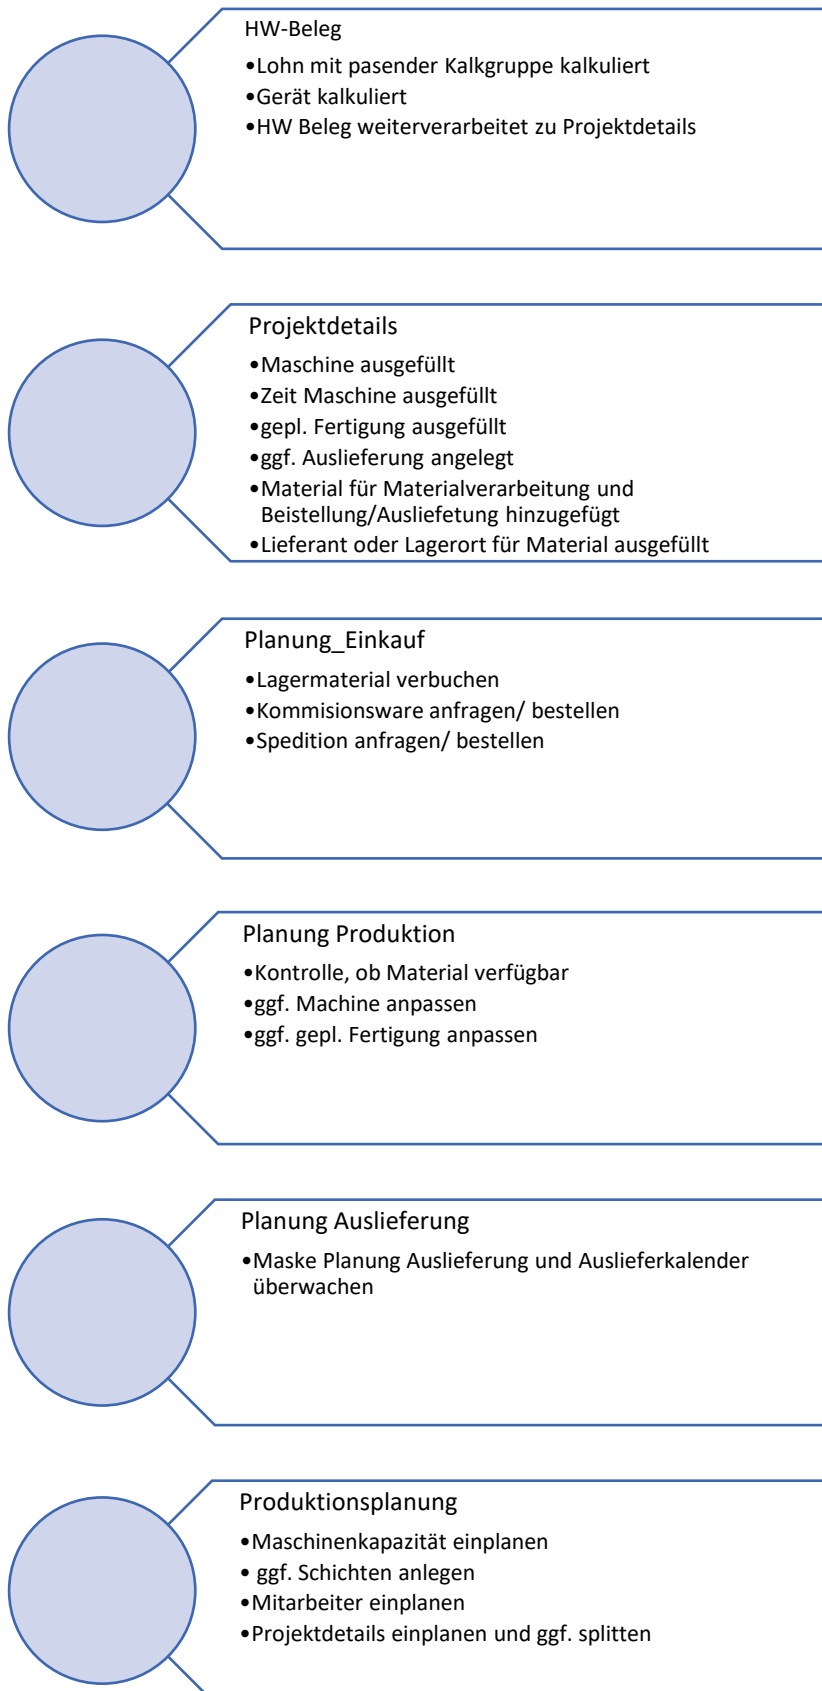 HW-Beleg
•Lohn mit pasender Kalkgruppe kalkuliert
•Gerät kalkuliert
•HW Beleg weiterverarbeitet zu Projektdetails
Projektdetails
•Maschine ausgefüllt
•Zeit Maschine ausgefüllt
•gepl. Fertigung ausgefüllt
•ggf. Auslieferung angelegt
•Material für Materialverarbeitung und
Beistellung/Ausliefetung hinzugefügt
•Lieferant oder Lagerort für Material ausgefüllt
Planung_Einkauf
•Lagermaterial verbuchen
•Kommisionsware anfragen/ bestellen
•Spedition anfragen/ bestellen
Planung Produktion
•Kontrolle, ob Material verfügbar
•ggf. Machine anpassen
•ggf. gepl. Fertigung anpassen
Planung Auslieferung
•Maske Planung Auslieferung und Auslieferkalender
überwachen
Produktionsplanung
•Maschinenkapazität einplanen
• ggf. Schichten anlegen
•Mitarbeiter einplanen
•Projektdetails einplanen und ggf. splitten